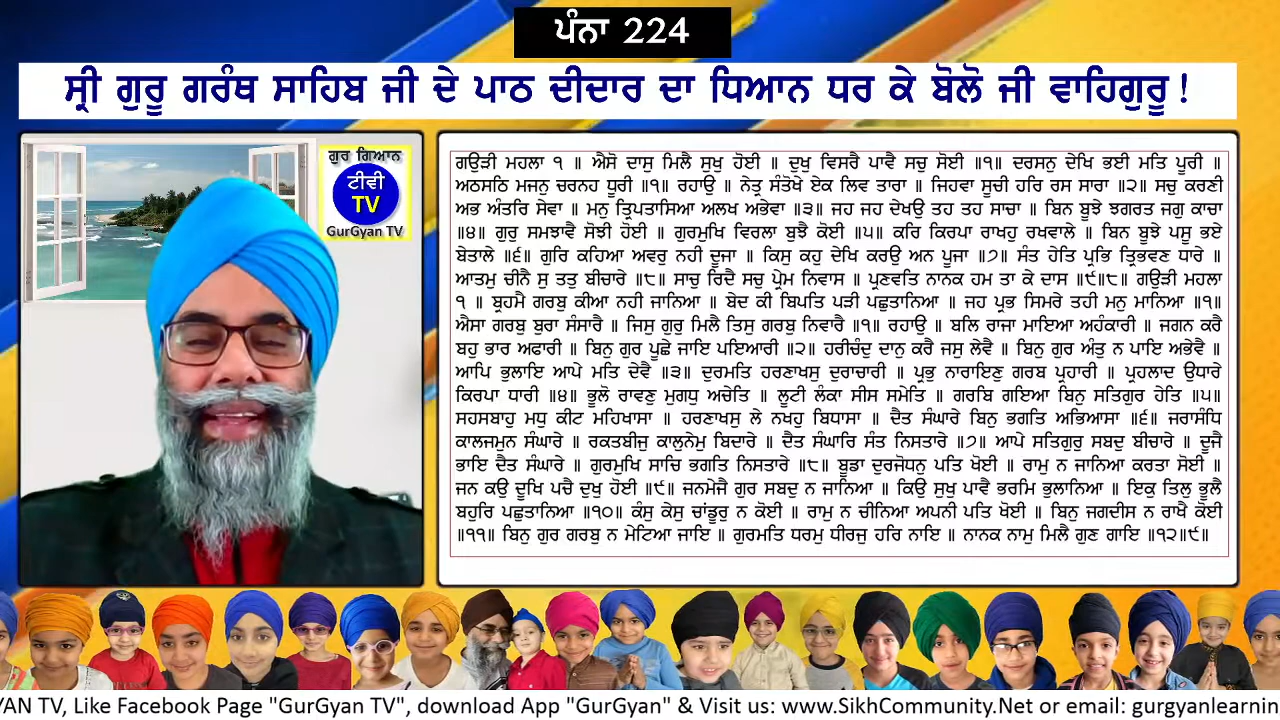 ਪੰਨਾ 224
ਸ੍ਰੀ ਗੁਰੂ ਗਰੰਥ ਸਾਹਿਬ ਜੀ ਦੇ ਪਾਠ ਦੀਦਾਰ ਦਾ ਧਿਆਨ ਧਰ ਕੇ ਬੋਲੋ ਜੀ ਵਾਹਿਗੁਰੂ!
ਗੁਰ ਗਿਆਨ
ਟੀਵੀ
TV
GurGyan TV
ਗਉੜੀ ਮਹਲਾ ੧ ॥ ਐਸੋ ਦਾਸੁ ਮਿਲੈ ਸੁਖੁ ਹੋਈ ॥ ਦੁਖੁ ਵਿਸਰੈ ਪਾਵੈ ਸਚੁ ਸੋਈ ॥੧॥ ਦਰਸਨੁ ਦੇਖਿ ਭਈ ਮਤਿ ਪੂਰੀ ॥
ਅਠਸਠਿ ਮਜਨੁ ਚਰਨਹ ਧੂਰੀ ॥੧॥ ਰਹਾਉ ॥ ਨੇਤ੍ਰ ਸੰਤੋਖੇ ਏਕ ਲਿਵ ਤਾਰਾ ॥ ਜਿਹਵਾ ਸੂਚੀ ਹਰਿ ਰਸ ਸਾਰਾ ॥੨॥ ਸਚੁ ਕਰਣੀ
ਅਭ ਅੰਤਰਿ ਸੇਵਾ ॥ ਮਨੁ ਤ੍ਰਿਪਤਾਸਿਆ ਅਲਖ ਅਭੇਵਾ ॥੩॥ ਜਹ ਜਹ ਦੇਖਉ ਤਹ ਤਹ ਸਾਚਾ ॥ ਬਿਨੁ ਬੂਝੇ ਝਗਰਤ ਜਗੁ ਕਾਚਾ
॥੪॥ ਗੁਰੁ ਸਮਝਾਵੈ ਸੋਝੀ ਹੋਈ ॥ ਗੁਰਮੁਖਿ ਵਿਰਲਾ ਬੂਝੈ ਕੋਈ ॥੫॥ ਕਰਿ ਕਿਰਪਾ ਰਾਖਹੁ ਰਖਵਾਲੇ ॥ ਬਿਨੁ ਬੂਝੇ ਪਸੂ ਭਏ
ਬੇਤਾਲੇ ॥੬॥ ਗੁਰਿ ਕਹਿਆ ਅਵਰੁ ਨਹੀ ਦੂਜਾ ॥ ਕਿਸੁ ਕਹੁ ਦੇਖਿ ਕਰਉ ਅਨ ਪੂਜਾ ॥੭॥ ਸੰਤ ਹੇਤਿ ਪ੍ਰਭਿ ਤ੍ਰਿਭਵਣ ਧਾਰੇ ॥
ਆਤਮੁ ਚੀਨੈ ਸੁ ਤਤੁ ਬੀਚਾਰੇ ॥੮॥ ਸਾਚੁ ਰਿਦੈ ਸਚੁ ਪ੍ਰੇਮ ਨਿਵਾਸ ॥ ਪ੍ਰਣਵਤਿ ਨਾਨਕ ਹਮ ਤਾ ਕੇ ਦਾਸ ॥੯॥੮॥ ਗਉੜੀ ਮਹਲਾ
੧ ॥ ਬ੍ਰਹਮੈ ਗਰਬੁ ਕੀਆ ਨਹੀ ਜਾਨਿਆ ॥ ਬੇਦ ਕੀ ਬਿਪਤਿ ਪੜੀ ਪਛੁਤਾਨਿਆ ॥ ਜਹ ਪ੍ਰਭ ਸਿਮਰੇ ਤਹੀ ਮਨੁ ਮਾਨਿਆ ॥੧॥
ਐਸਾ ਗਰਬੁ ਬੁਰਾ ਸੰਸਾਰੈ ॥ ਜਿਸੁ ਗੁਰੁ ਮਿਲੈ ਤਿਸੁ ਗਰਬੁ ਨਿਵਾਰੈ ॥੧॥ ਰਹਾਉ ॥ ਬਲਿ ਰਾਜਾ ਮਾਇਆ ਅਹੰਕਾਰੀ ॥ ਜਗਨ ਕਰੈ
ਬਹੁ ਭਾਰ ਅਫਾਰੀ ॥ ਬਿਨੁ ਗੁਰ ਪੂਛੇ ਜਾਇ ਪਇਆਰੀ ॥੨॥ ਹਰੀਚੰਦੁ ਦਾਨੁ ਕਰੈ ਜਸੁ ਲੇਵੈ ॥ ਬਿਨੁ ਗੁਰ ਅੰਤੁ ਨ ਪਾਇ ਅਭੇਵੈ ॥
ਆਪਿ ਭੁਲਾਇ ਆਪੇ ਮਤਿ ਦੇਵੈ ॥੩॥ ਦੁਰਮਤਿ ਹਰਣਾਖਸੁ ਦੁਰਾਚਾਰੀ ॥ ਪ੍ਰਭੁ ਨਾਰਾਇਣੁ ਗਰਬ ਪ੍ਰਹਾਰੀ ॥ ਪ੍ਰਹਲਾਦ ਉਧਾਰੇ
ਕਿਰਪਾ ਧਾਰੀ ॥੪॥ ਭੂਲੋ ਰਾਵਣੁ ਮੁਗਧੁ ਅਚੇਤਿ ॥ ਲੂਟੀ ਲੰਕਾ ਸੀਸ ਸਮੇਤਿ ॥ ਗਰਬਿ ਗਇਆ ਬਿਨੁ ਸਤਿਗੁਰ ਹੇਤਿ ॥੫॥
ਸਹਸਬਾਹੁ ਮਧੁ ਕੀਟ ਮਹਿਖਾਸਾ ॥ ਹਰਣਾਖਸੁ ਲੇ ਨਖਹੁ ਬਿਧਾਸਾ ॥ ਦੈਤ ਸੰਘਾਰੇ ਬਿਨੁ ਭਗਤਿ ਅਭਿਆਸਾ ॥੬॥ ਜਰਾਸੰਧਿ
ਕਾਲਜਮੁਨ ਸੰਘਾਰੇ ॥ ਰਕਤਬੀਜੁ ਕਾਲੁਨੇਮੁ ਬਿਦਾਰੇ ॥ ਦੈਤ ਸੰਘਾਰਿ ਸੰਤ ਨਿਸਤਾਰੇ ॥੭॥ ਆਪੇ ਸਤਿਗੁਰੁ ਸਬਦੁ ਬੀਚਾਰੇ ॥ ਦੂਜੈ
ਭਾਇ ਦੈਤ ਸੰਘਾਰੇ ॥ ਗੁਰਮੁਖਿ ਸਾਚਿ ਭਗਤਿ ਨਿਸਤਾਰੇ ॥੮॥ ਬੂਡਾ ਦੁਰਜੋਧਨੁ ਪਤਿ ਖੋਈ ॥ ਰਾਮੁ ਨ ਜਾਨਿਆ ਕਰਤਾ ਸੋਈ ॥
ਜਨ ਕਉ ਦੂਖਿ ਪਚੈ ਦੁਖੁ ਹੋਈ ॥੯॥ ਜਨਮੇਜੈ ਗੁਰ ਸਬਦੁ ਨ ਜਾਨਿਆ ॥ ਕਿਉ ਸੁਖੁ ਪਾਵੈ ਭਰਮਿ ਭੁਲਾਨਿਆ ॥ ਇਕੁ ਤਿਲੁ ਭੂਲੈ
ਬਹੁਰਿ ਪਛੁਤਾਨਿਆ ॥੧੦॥ ਕੰਸੁ ਕੇਸੁ ਚਾਂਡੂਰੁ ਨ ਕੋਈ ॥ ਰਾਮੁ ਨ ਚੀਨਿਆ ਅਪਨੀ ਪਤਿ ਖੋਈ ॥ ਬਿਨੁ ਜਗਦੀਸ ਨ ਰਾਖੈ ਕੋਈ
॥੧੧॥ ਬਿਨੁ ਗੁਰ ਗਰਬੁ ਨ ਮੇਟਿਆ ਜਾਇ ॥ ਗੁਰਮਤਿ ਧਰਮੁ ਧੀਰਜੁ ਹਰਿ ਨਾਇ ॥ ਨਾਨਕ ਨਾਮੁ ਮਿਲੈ ਗੁਣ ਗਾਇ ॥੧੨॥੯॥
YAN TV, Like Facebook Page "GurGyan TV", download App "GurGyan" & Visit us: www.SikhCommunity.Net or email: gurgyanlearnin